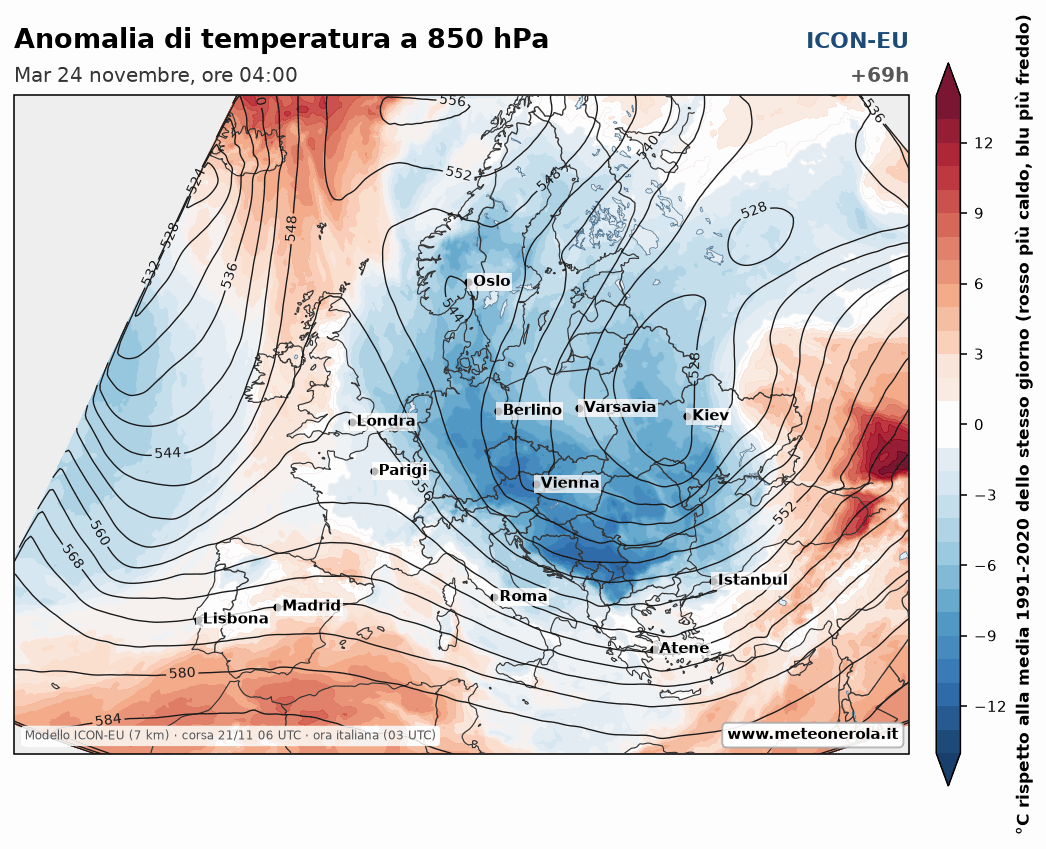 Anomalia di temperatura a 850 hPa
ICON-EU
Mar 24 novembre, ore 04:00
+69h
556
536
524
540
552
548
528
528
548
532
536
Oslo
544
528
Londra
Berlino
Varsavia
Kiev
544
Parigi
556
Vienna
552
560
568
Istanbul
Roma
Madrid
Lisbona
Atene
580
584
Modello ICON-EU (7 km) · corsa 21/11 06 UTC · ora italiana (03 UTC)
www.meteonerola.it
12
9
6
3
0
−3
−6
−9
−12
°C rispetto alla media 1991-2020 dello stesso giorno (rosso più caldo, blu più freddo)